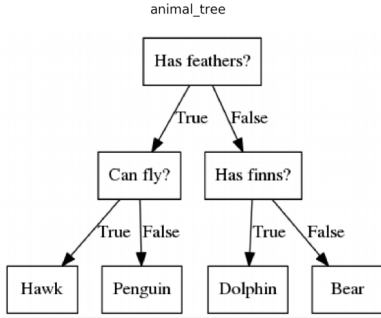 animal_tree
Has feathers?
True
False
Can fly?
Has finns?
True
False
True
False
Hawk
Penguin
Dolphin
Bear